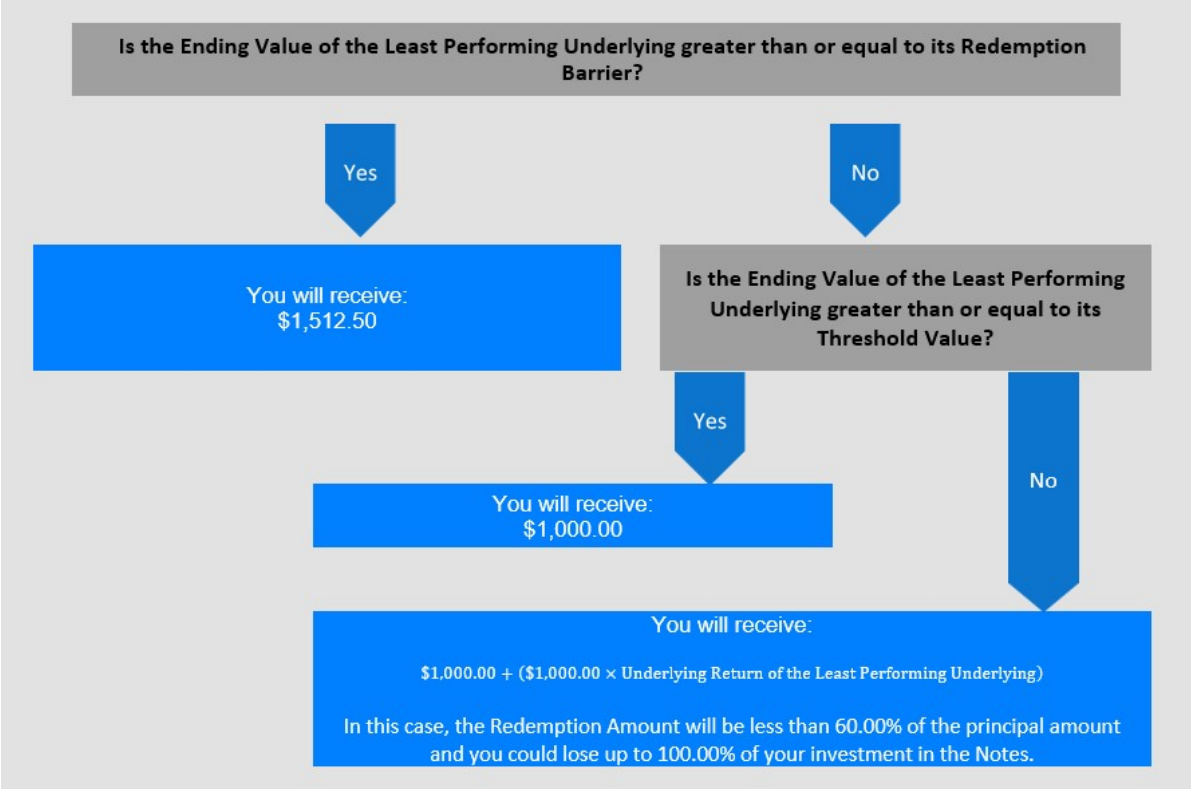 Is the Ending Value of the Least Performing Underlying greater than or equal to its Redemption
Barrier?
Yes
No
You will receive:
$1,512.50
Is the Ending Value of the Least Performing
Underlying greater than or equal to its
Threshold Value?
Yes
No
You will receive:
$1,000.00
You will receive:
$1,000.00 + ($1,000.00 × Underlying Return of the Least Performing Underlying)
In this case, the Redemption Amount will be less than 60.00% of the principal amount
and you could lose up to 100.00% of your investment in the Notes.